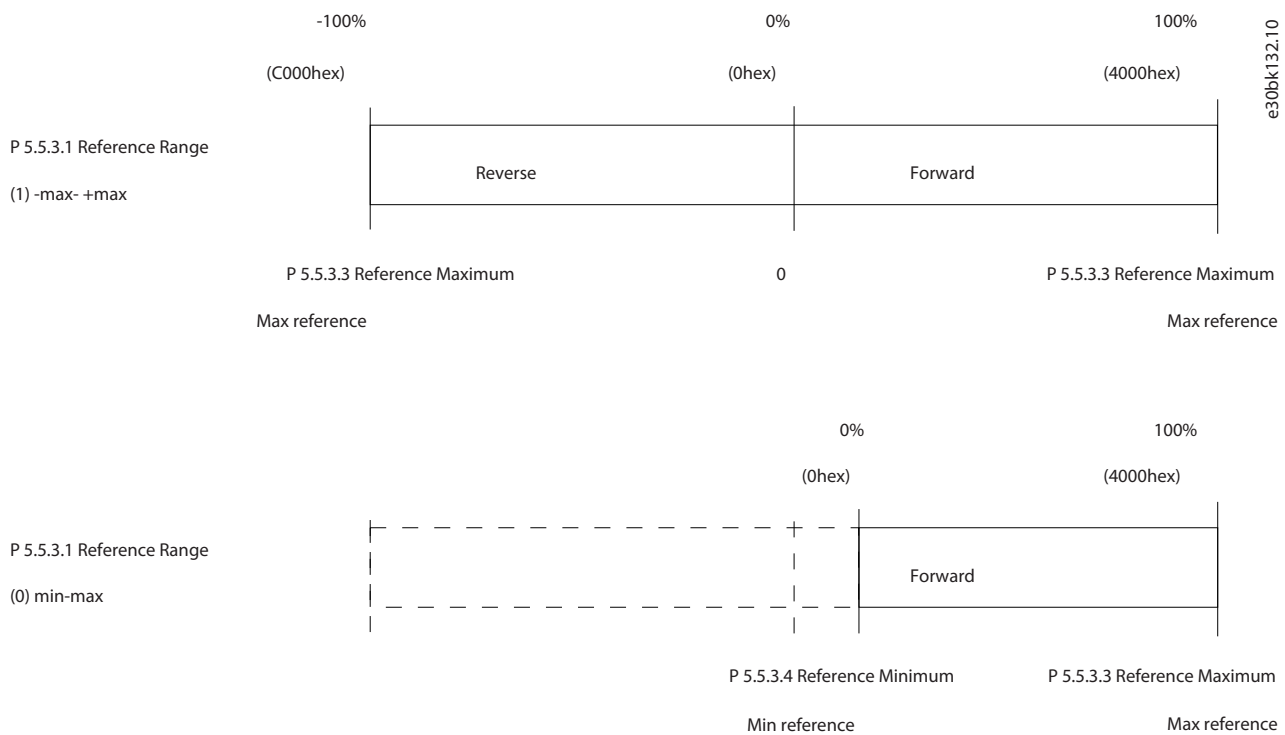 -100% 0% 100%
(C000hex) (0hex) (4000hex)
e30bk132.10
P 5.5.3.1 Reference Range
(1) -max- +max
Reverse Forward
P 5.5.3.3 Reference Maximum 0 P 5.5.3.3 Reference Maximum
Max reference Max reference
0% 100%
(0hex) (4000hex)
P 5.5.3.1 Reference Range
(0) min-max
Forward
P 5.5.3.4 Reference Minimum P 5.5.3.3 Reference Maximum
Min reference Max reference